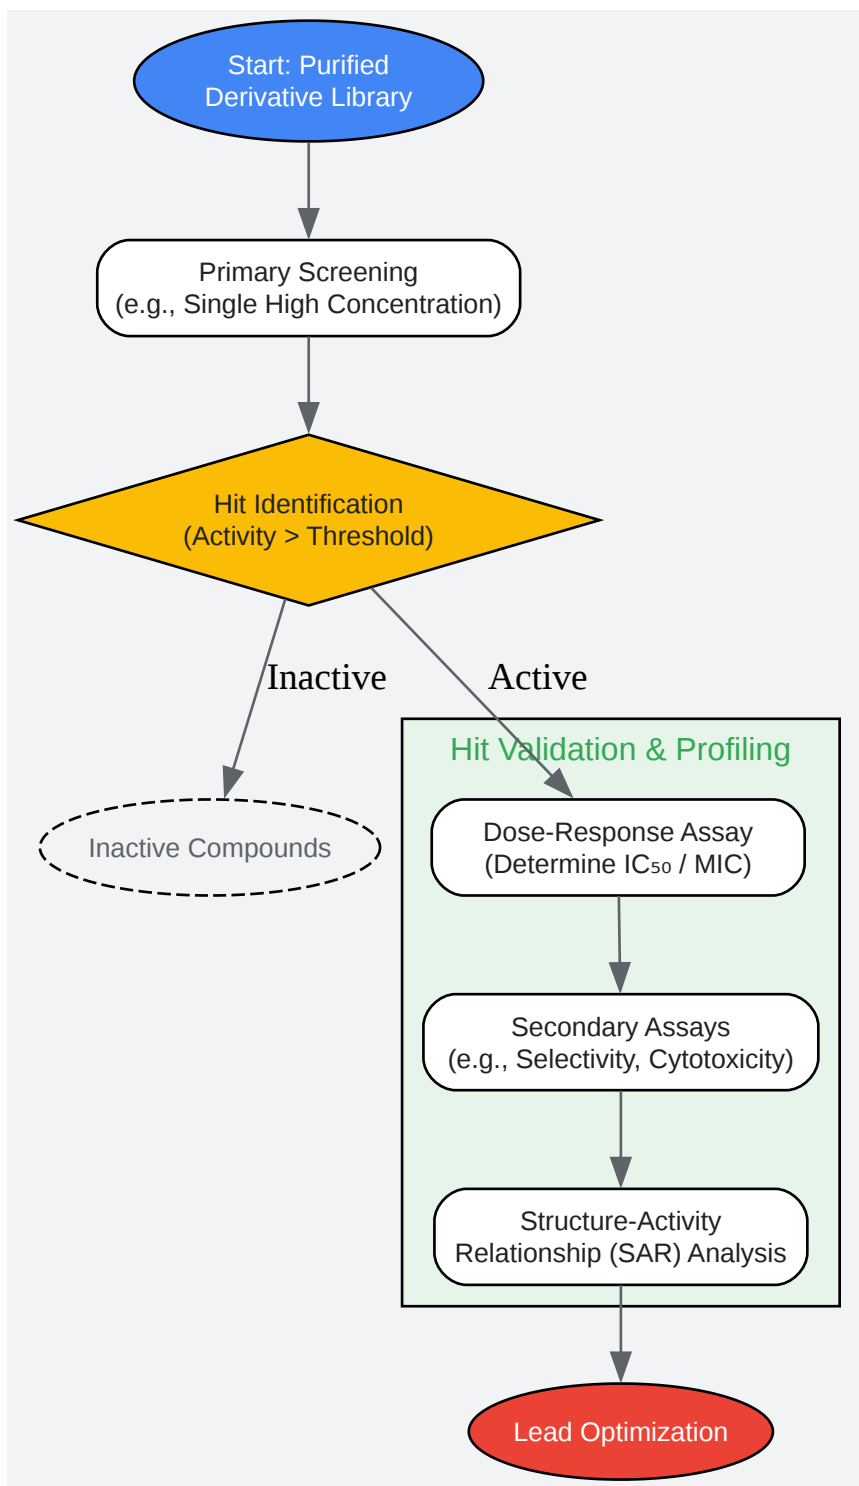 Start: Purified
Derivative Library
Primary Screening
(e.g., Single High Concentration)
Hit Identification
(Activity > Threshold)
Inactive
Active
Hit Validation & Profiling
Inactive Compounds
Dose-Response Assay
(Determine IC₅₀ / MIC)
Secondary Assays
(e.g., Selectivity, Cytotoxicity)
Structure-Activity
Relationship (SAR) Analysis
Lead Optimization